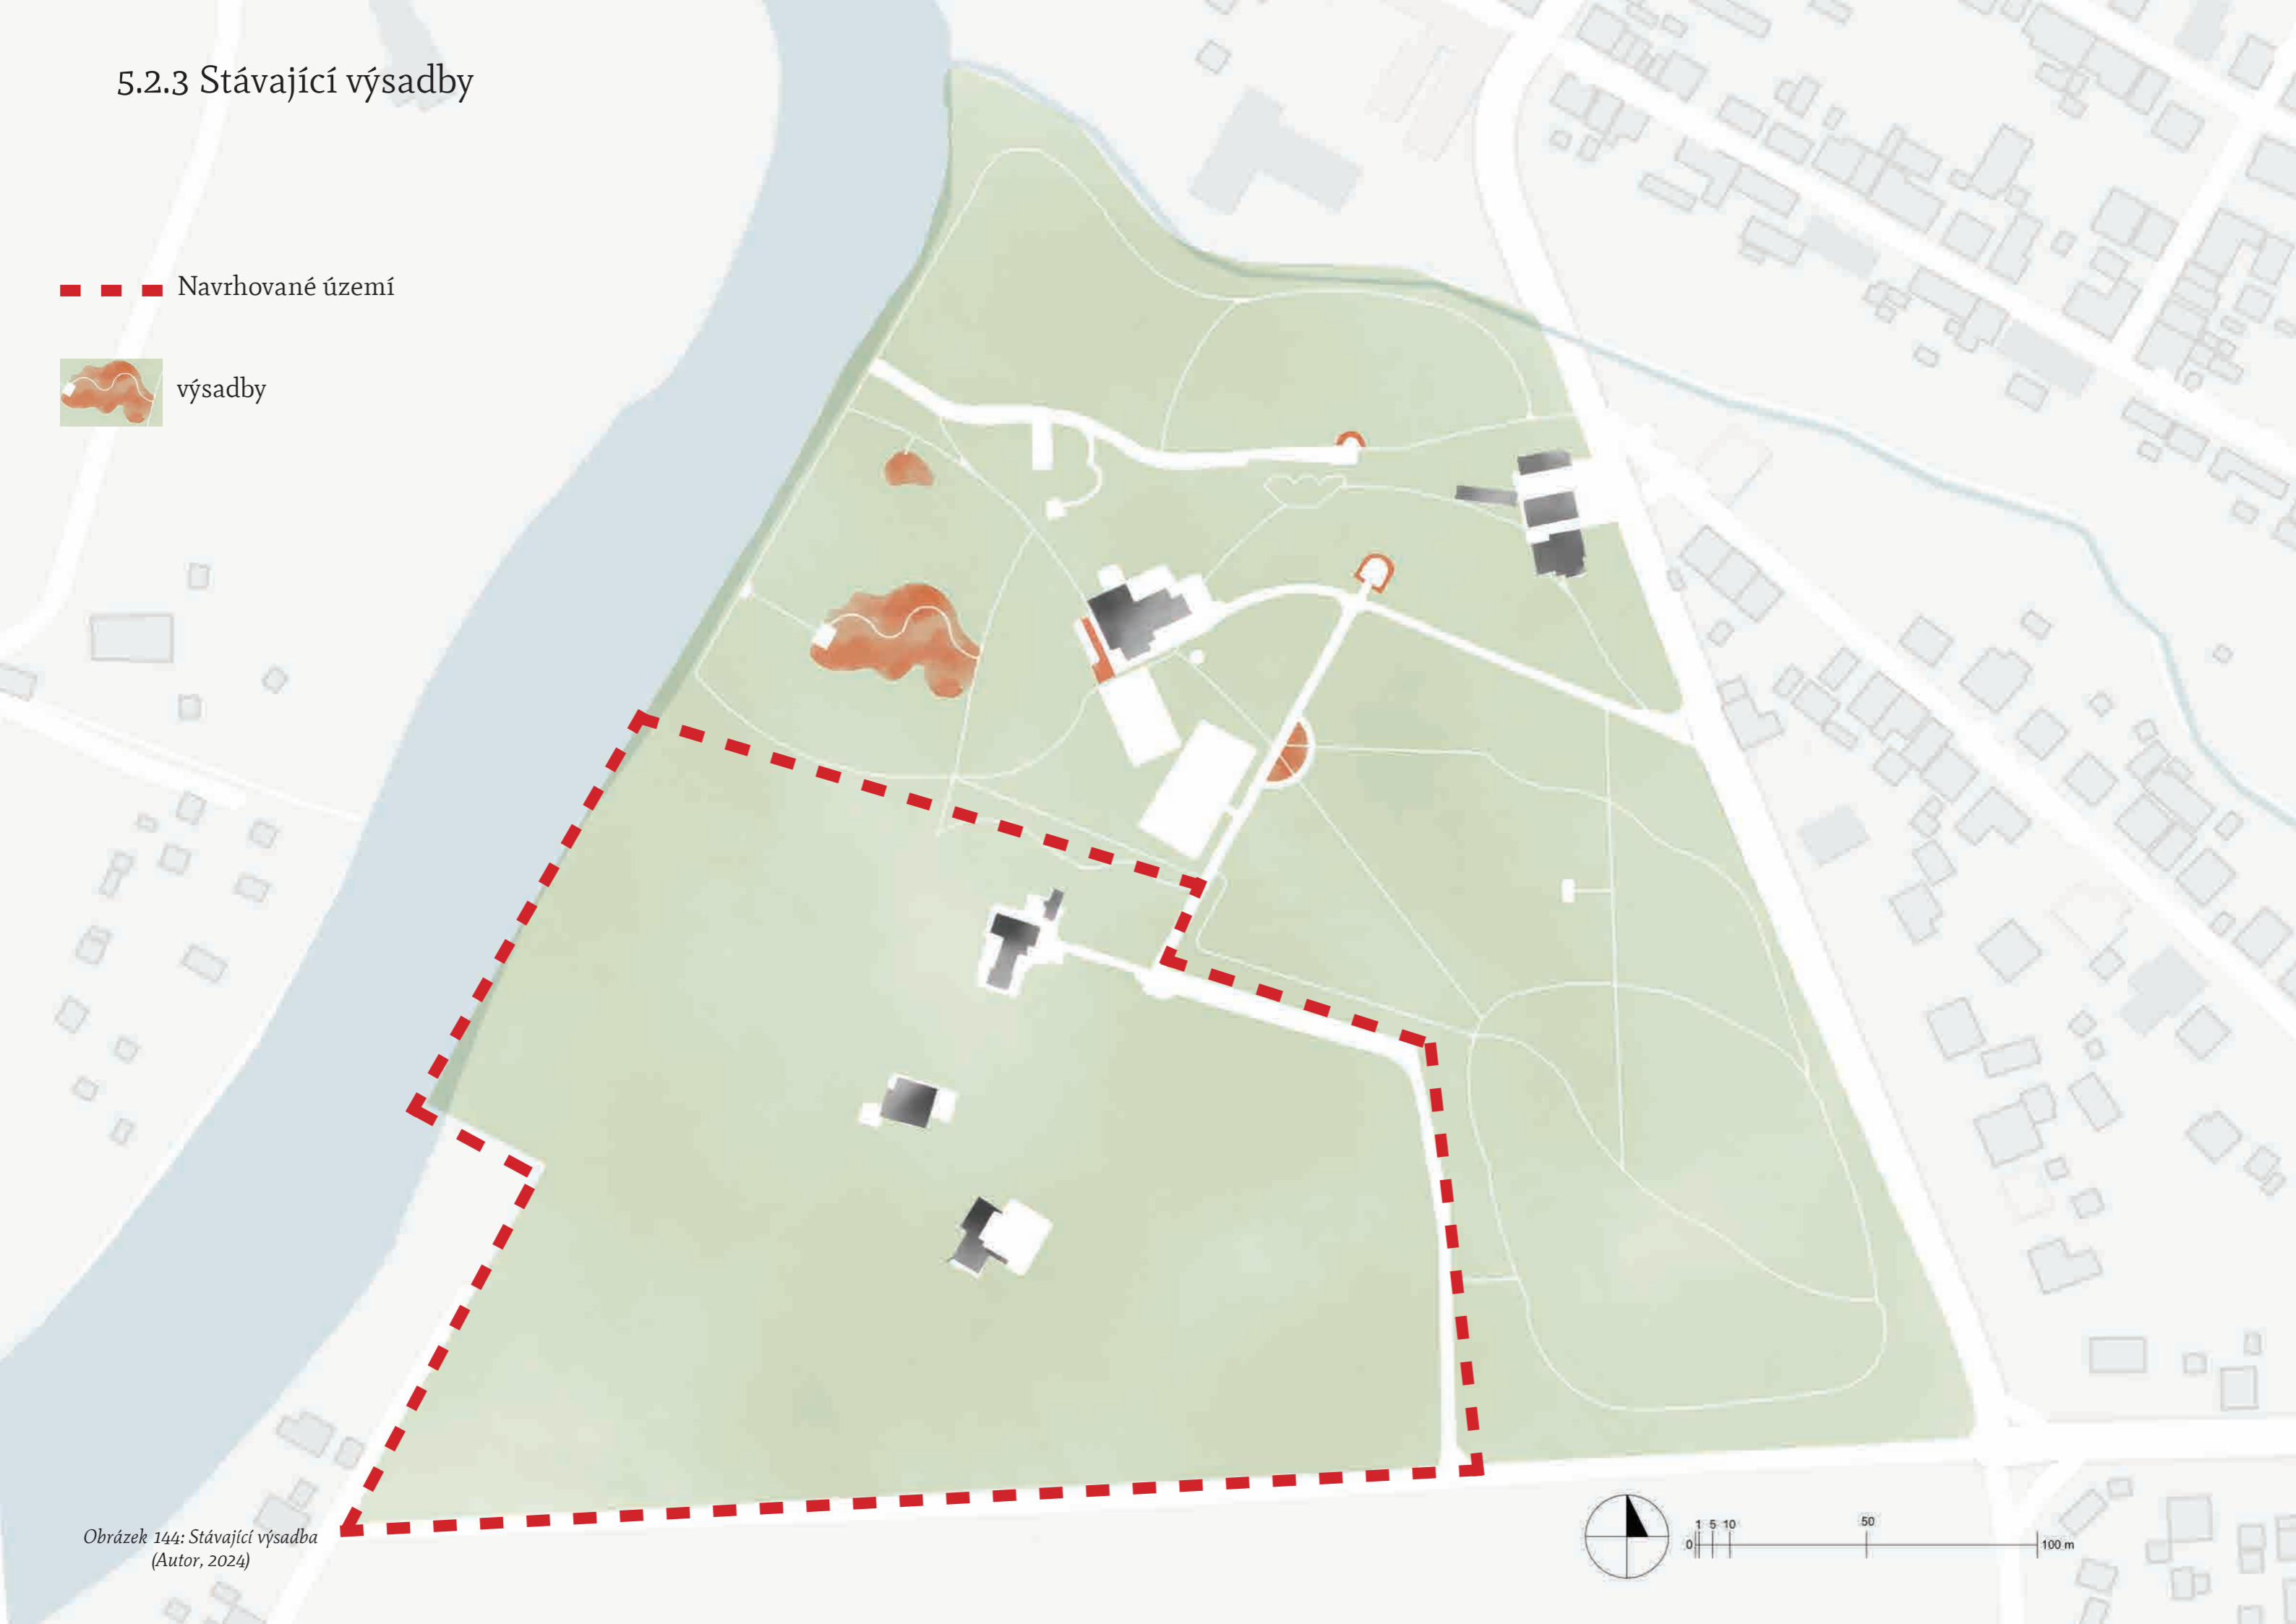 5.2.3 Stávající výsadby
Navrhované území
výsadby
Obrázek 144: Stávající výsadba
(Autor, 2024)
1 5 10 50
0 100 m